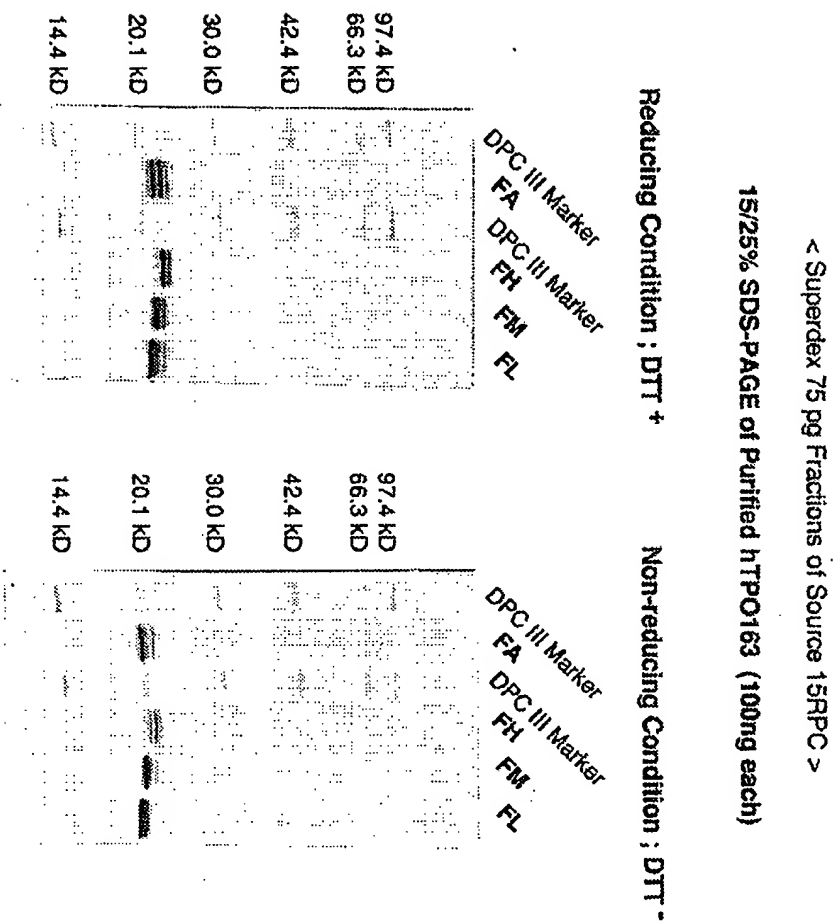 < Superdex 75 pg Fractions of Source 15RPC >
15/25% SDS-PAGE of Purified hTPO163 (100ng each)
Reducing Condition ; DTT +
DPC III Marker
FA
DPC III Marker
FH
FM
FL
97.4 kD
66.3 kD
42.4 kD
30.0 kD
20.1 kD
14.4 kD
Non-reducing Condition ; DTT -
DPC III Marker
FA
DPC III Marker
FH
FM
FL
97.4 kD
66.3 kD
42.4 kD
30.0 kD
20.1 kD
14.4 kD